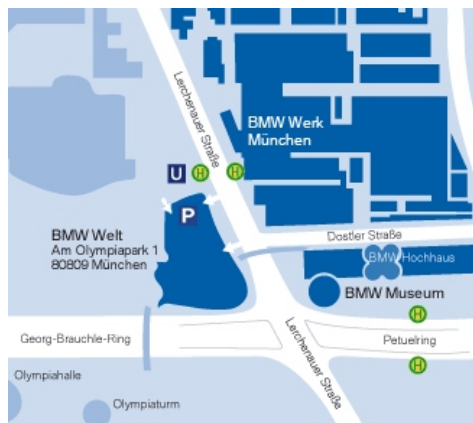 Lerchenauer Straße
BMW Werk
München
U
H
H
P
BMW Welt
Am Olympiapark 1
80809 München
Dostler Straße
BMW Hochhaus
BMW Museum
H
Georg-Brauchle-Ring
Lerchenauer Straße
Petuelring
H
Olympiahalle
Olympiaturm